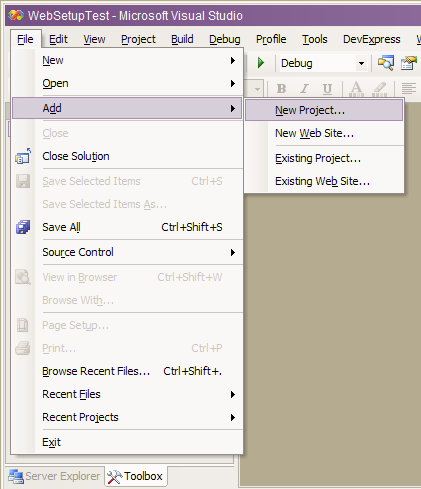 WebSetupTest - Microsoft Visual Studio
File Edit View Project Build Debug Profile Tools DevExpress
Debug
B I U A
New
Open
Add
New Project...
New Web Site...
Existing Project...
Existing Web Site...
Close
Close Solution
Save Selected Items Ctrl+S
Save Selected Items As...
Save All Ctrl+Shift+S
Source Control
View in Browser Ctrl+Shift+W
Browse With...
Page Setup...
Print... Ctrl+P
Browse Recent Files... Ctrl+Shift+.
Recent Files
Recent Projects
Exit
Server Explorer Toolbox